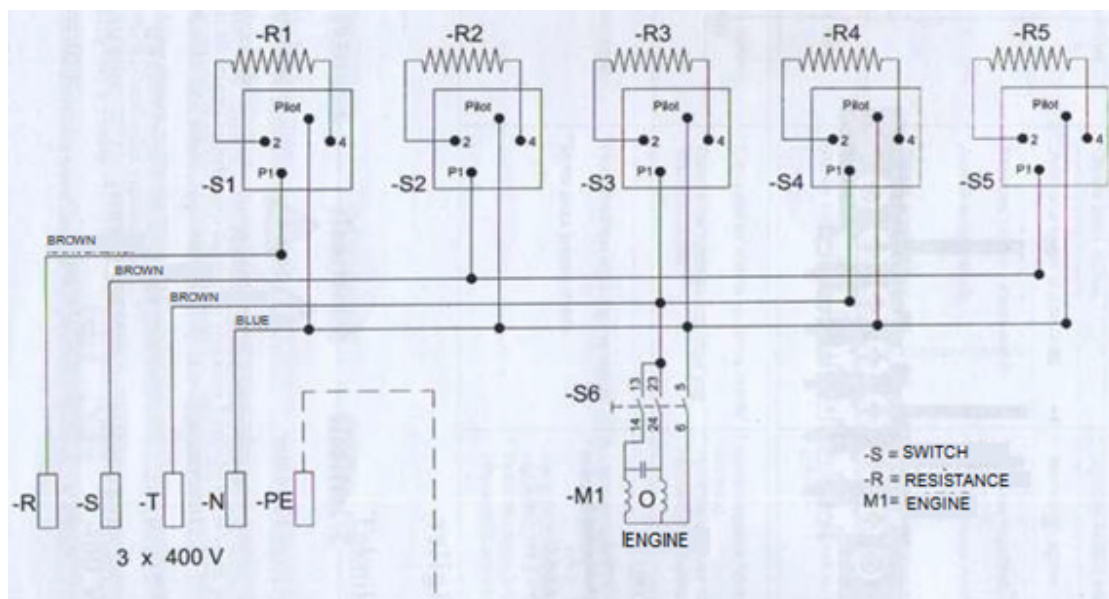 -R1 -R2 -R3 -R4 -R5
Pilot Pilot Pilot Pilot Pilot
2 4 2 4 2 4 2 4 2 4
-S1 P1 -S2 P1 -S3 P1 -S4 P1 -S5 P1
BROWN
BROWN
BROWN
BLUE
-S6 13 23 5
14 24 6
-R -S -T -N -PE
-M1
3 x 400 V
ENGINE
-S = SWITCH
-R = RESISTANCE
M1= ENGINE